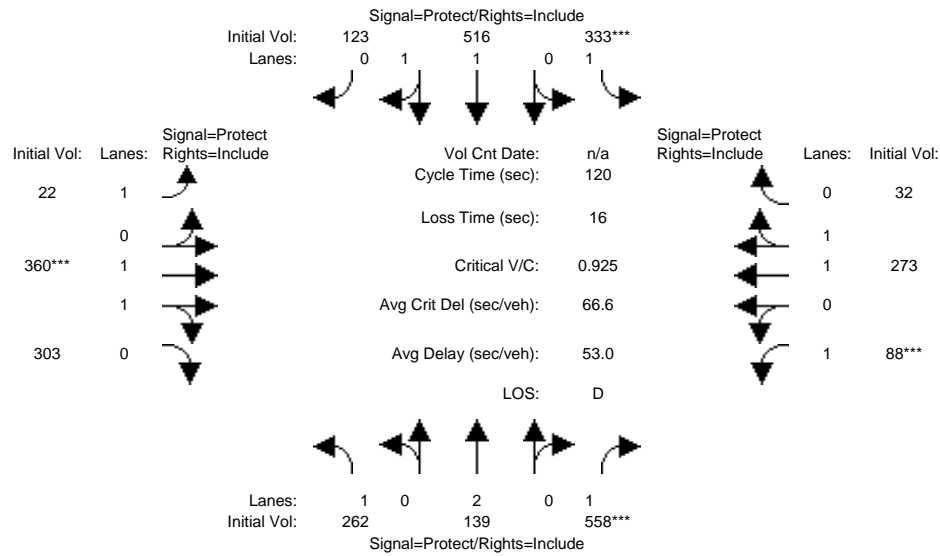 Signal=Protect/Rights=Include
Initial Vol: 123 516 333***
Lanes: 0 1 1 0 1
Signal=Protect
Initial Vol: Lanes: Rights=Include
Vol Cnt Date: n/a
Signal=Protect
Rights=Include Lanes: Initial Vol:
Cycle Time (sec): 120
22 1
0 32
Loss Time (sec): 16
0
1
360*** 1
Critical V/C: 0.925
1 273
1
Avg Crit Del (sec/veh): 66.6
0
303 0
Avg Delay (sec/veh): 53.0
1 88***
LOS: D
Lanes: 1 0 2 0 1
Initial Vol: 262 139 558***
Signal=Protect/Rights=Include